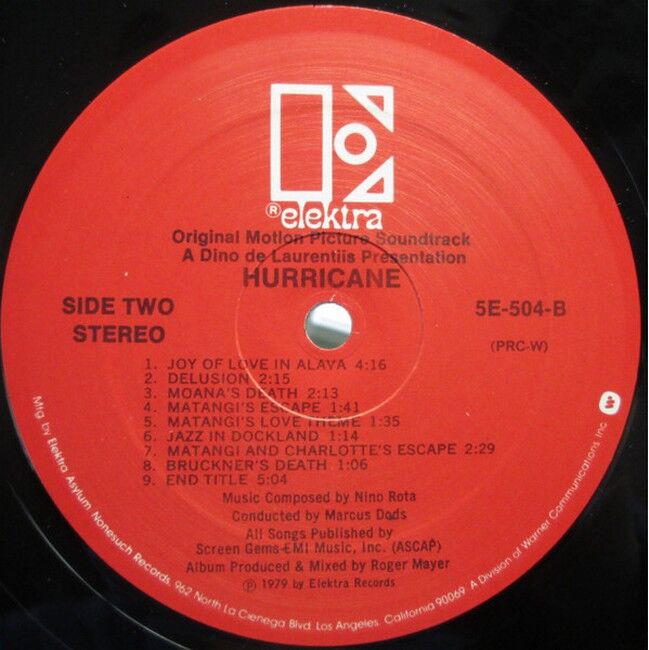 ® elektra
Original Motion Picture Soundtrack
A Dino de Laurentiis Presentation
HURRICANE
SIDE TWO
STEREO
5E-504-B
(PRC-W)
1. JOY OF LOVE IN ALAVA 4:16
2. DELUSION 2:15
3. MOANA'S DEATH 2:13
4. MATANGI'S ESCAPE 1:41
5. MATANGI'S LOVE THEME 1:35
6. JAZZ IN DOCKLAND 1:14
7. MATANGI AND CHARLOTTE'S ESCAPE 2:29
8. BRUCKNER'S DEATH 1:06
9. END TITLE 5:04
Music Composed by Nino Rota
Conducted by Marcus Dods
All Songs Published by
Screen Gems-EMI Music, Inc. (ASCAP)
Album Produced & Mixed by Roger Mayer
℗ 1979 by Elektra Records
Mfg. by Elektra Asylum Nonesuch Records. 962 North La Cienega Blvd. Los Angeles. California 90069 A Division of Warner Communications Inc.